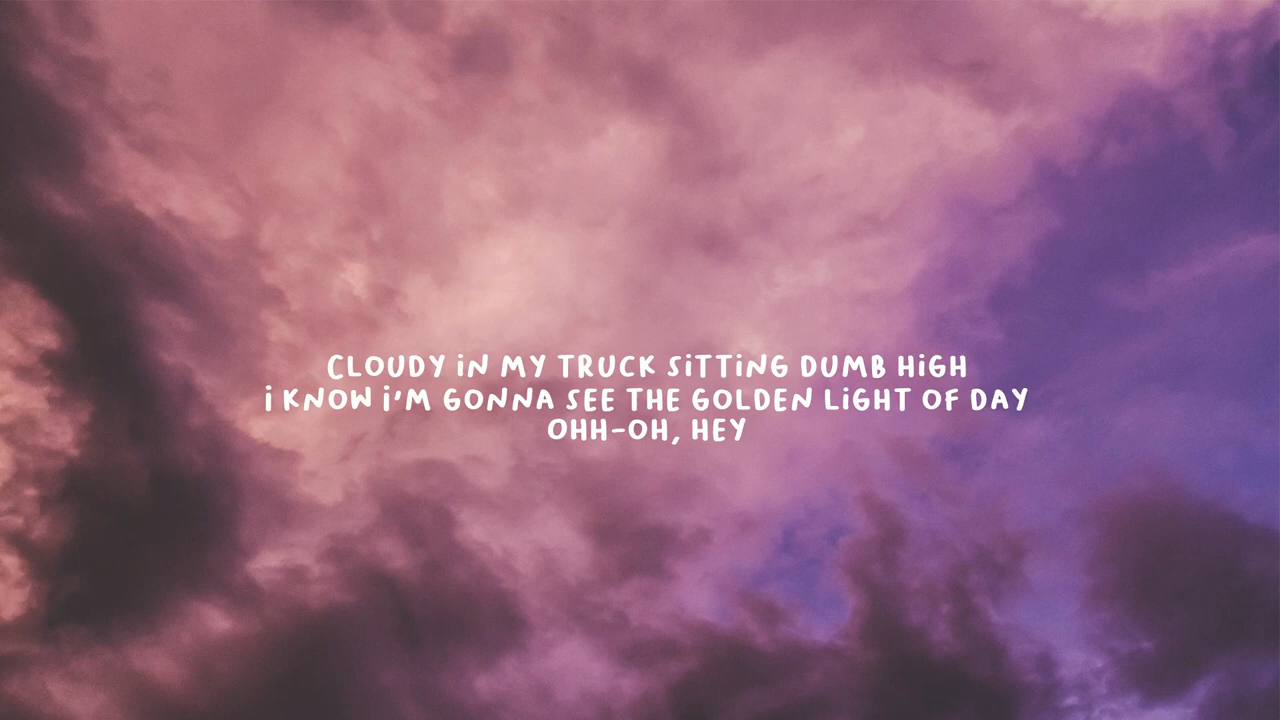 CLOUDY iN MY TRUCK SiTTiNG DUMB HiGH
i KNOW i'M GONNA SEE THE GOLDEN LiGHT OF DAY
OHH-OH, HEY